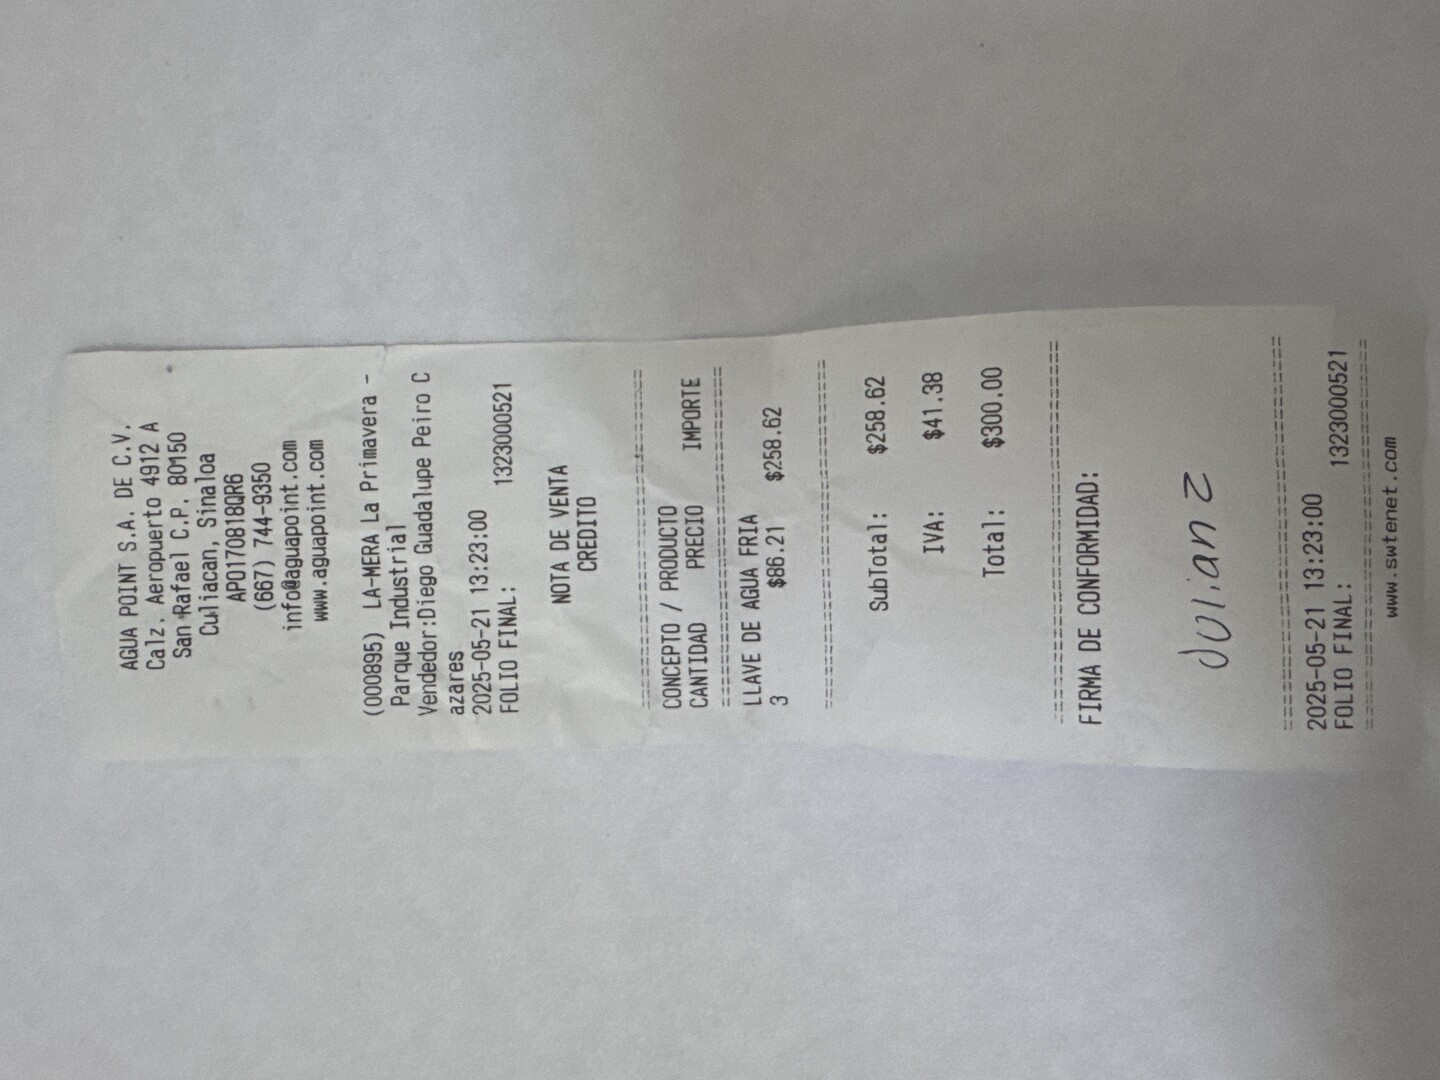 AGUA POINT S.A. DE C.V.
Calz. Aeropuerto 4912 A
San Rafael C.P. 80150
Culiacan, Sinaloa
APO170818QR6
(667) 744-9350
info@aguapoint.com
www.aguapoint.com
(000895) LA-MERA La Primavera -
Parque Industrial
Vendedor:Diego Guadalupe Peiro C
azares
2025-05-21 13:23:00
FOLIO FINAL: 1323000521
NOTA DE VENTA
CREDITO
================================
CONCEPTO / PRODUCTO
CANTIDAD PRECIO IMPORTE
================================
LLAVE DE AGUA FRIA
3 $86.21 $258.62
================================
SubTotal: $258.62
IVA: $41.38
Total: $300.00
================================
FIRMA DE CONFORMIDAD:
Julian Z
================================
2025-05-21 13:23:00
FOLIO FINAL: 1323000521
================================
www.swtenet.com